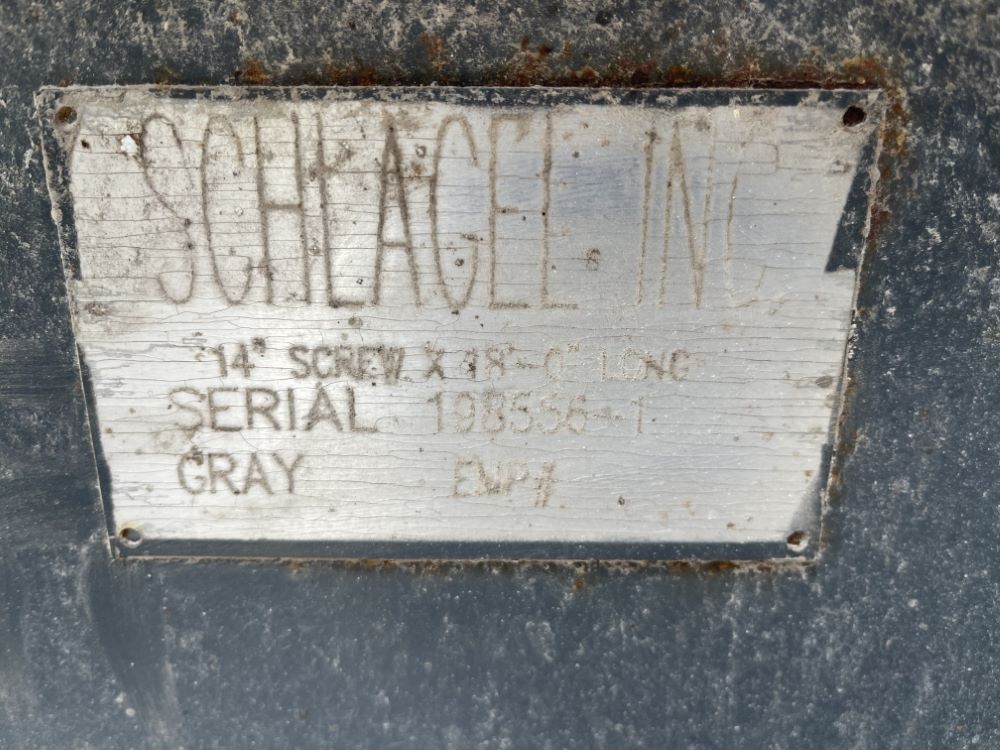 SCHLAGEL INC
14" SCREW X 18'-0" LONG
SERIAL 198556-1
GRAY EMP#